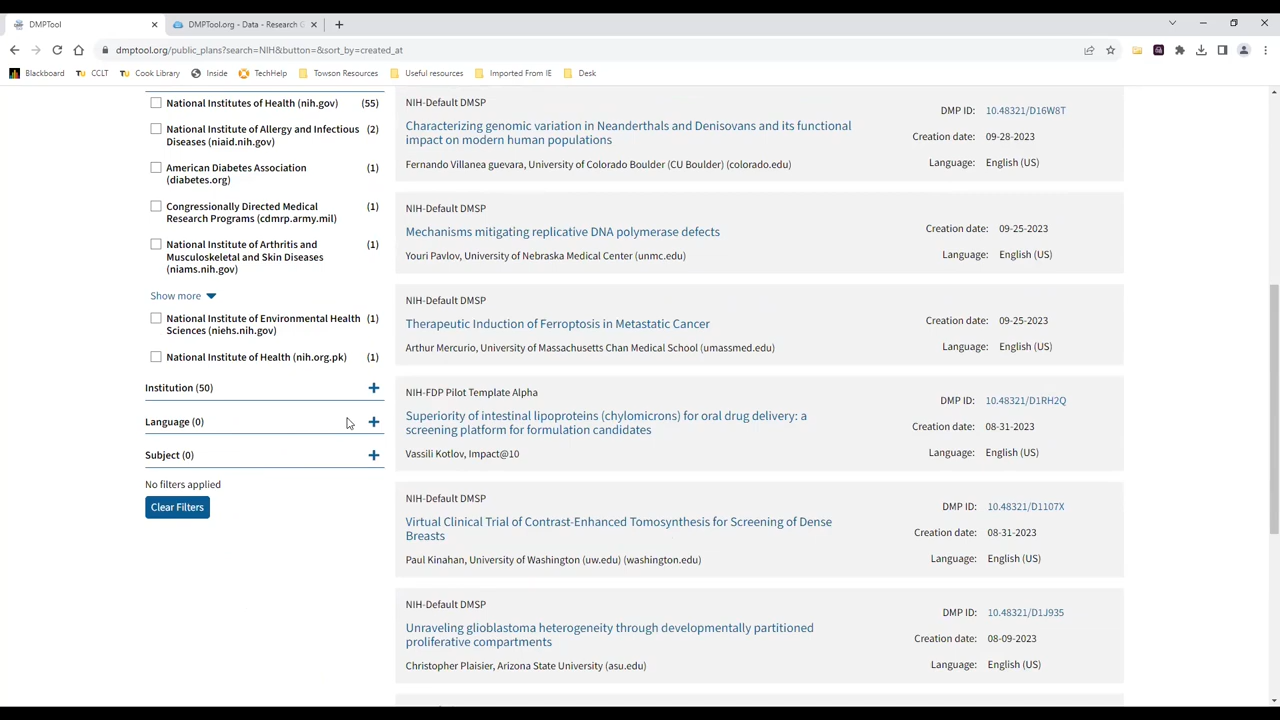 DMPTool
DMPTool.org - Data - Research G
dmptool.org/public_plans?search=NIH&button=&sort_by=created_at
Blackboard
TU CCLT
TU Cook Library
Inside
TechHelp
Towson Resources
Useful resources
Imported From IE
Desk
National Institutes of Health (nih.gov) (55)
National Institute of Allergy and Infectious (2)
Diseases (niaid.nih.gov)
American Diabetes Association (1)
(diabetes.org)
Congressionally Directed Medical (1)
Research Programs (cdmrp.army.mil)
National Institute of Arthritis and (1)
Musculoskeletal and Skin Diseases
(niams.nih.gov)
Show more
National Institute of Environmental Health (1)
Sciences (niehs.nih.gov)
National Institute of Health (nih.org.pk) (1)
Institution (50)
Language (0)
Subject (0)
No filters applied
Clear Filters
NIH-Default DMSP
Characterizing genomic variation in Neanderthals and Denisovans and its functional
impact on modern human populations
Fernando Villanea guevara, University of Colorado Boulder (CU Boulder) (colorado.edu)
DMP ID: 10.48321/D16W8T
Creation date: 09-28-2023
Language: English (US)
NIH-Default DMSP
Mechanisms mitigating replicative DNA polymerase defects
Youri Pavlov, University of Nebraska Medical Center (unmc.edu)
Creation date: 09-25-2023
Language: English (US)
NIH-Default DMSP
Therapeutic Induction of Ferroptosis in Metastatic Cancer
Arthur Mercurio, University of Massachusetts Chan Medical School (umassmed.edu)
Creation date: 09-25-2023
Language: English (US)
NIH-FDP Pilot Template Alpha
Superiority of intestinal lipoproteins (chylomicrons) for oral drug delivery: a
screening platform for formulation candidates
Vassili Kotlov, Impact@10
DMP ID: 10.48321/D1RH2Q
Creation date: 08-31-2023
Language: English (US)
NIH-Default DMSP
Virtual Clinical Trial of Contrast-Enhanced Tomosynthesis for Screening of Dense
Breasts
Paul Kinahan, University of Washington (uw.edu) (washington.edu)
DMP ID: 10.48321/D1107X
Creation date: 08-31-2023
Language: English (US)
NIH-Default DMSP
Unraveling glioblastoma heterogeneity through developmentally partitioned
proliferative compartments
Christopher Plaisier, Arizona State University (asu.edu)
DMP ID: 10.48321/D1J935
Creation date: 08-09-2023
Language: English (US)